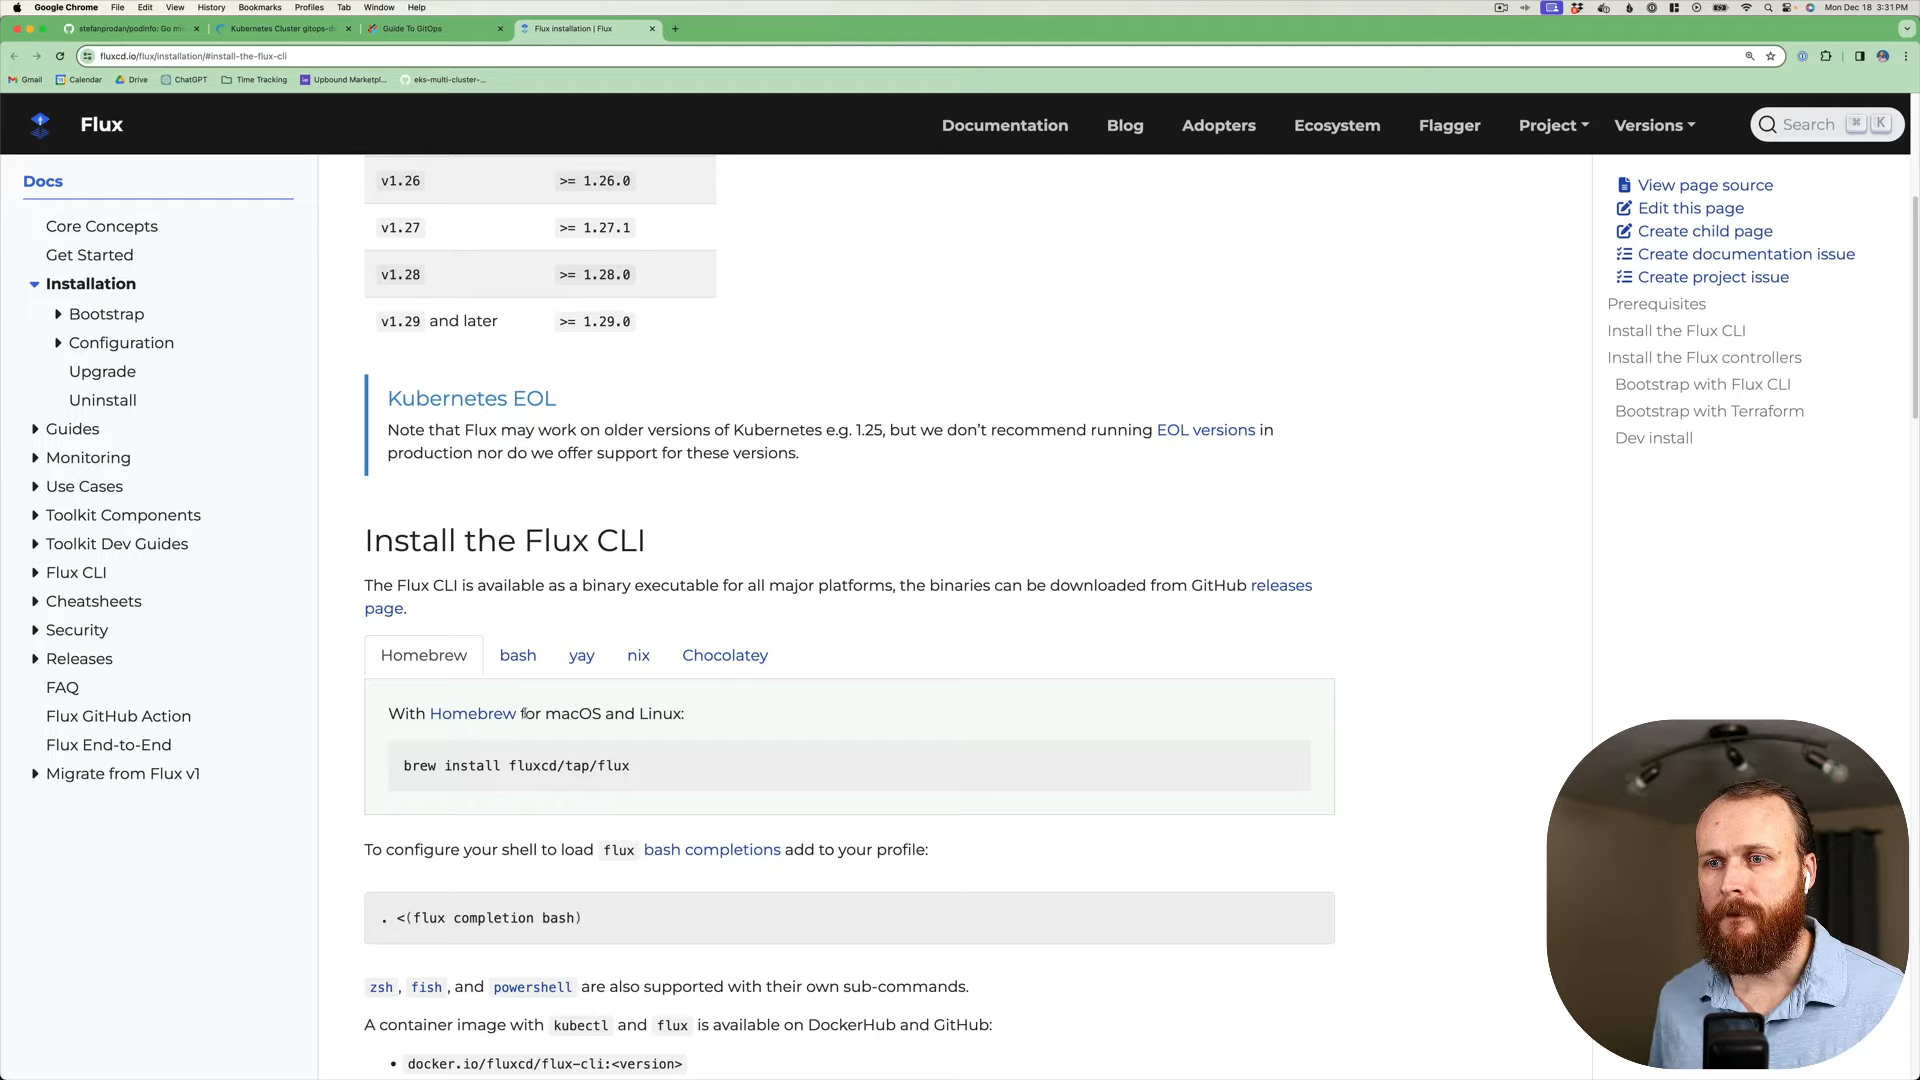 Google Chrome File Edit View History Bookmarks Profiles Tab Window Help
Mon Dec 18 3:31 PM
stefanprodan/podinfo: Go mi
Kubernetes Cluster gitops-d
Guide To GitOps
Flux installation | Flux
fluxcd.io/flux/installation/#install-the-flux-cli
Gmail Calendar Drive ChatGPT Time Tracking Upbound Marketpl... eks-multi-cluster-...
Flux
Documentation Blog Adopters Ecosystem Flagger Project Versions Search ⌘ K
Docs
Core Concepts
Get Started
Installation
Bootstrap
Configuration
Upgrade
Uninstall
Guides
Monitoring
Use Cases
Toolkit Components
Toolkit Dev Guides
Flux CLI
Cheatsheets
Security
Releases
FAQ
Flux GitHub Action
Flux End-to-End
Migrate from Flux v1
v1.26 >= 1.26.0
v1.27 >= 1.27.1
v1.28 >= 1.28.0
v1.29 and later >= 1.29.0
Kubernetes EOL
Note that Flux may work on older versions of Kubernetes e.g. 1.25, but we don’t recommend running EOL versions in
production nor do we offer support for these versions.
Install the Flux CLI
The Flux CLI is available as a binary executable for all major platforms, the binaries can be downloaded from GitHub releases
page.
Homebrew bash yay nix Chocolatey
With Homebrew for macOS and Linux:
brew install fluxcd/tap/flux
To configure your shell to load flux bash completions add to your profile:
. <(flux completion bash)
zsh, fish, and powershell are also supported with their own sub-commands.
A container image with kubectl and flux is available on DockerHub and GitHub:
• docker.io/fluxcd/flux-cli:<version>
View page source
Edit this page
Create child page
Create documentation issue
Create project issue
Prerequisites
Install the Flux CLI
Install the Flux controllers
Bootstrap with Flux CLI
Bootstrap with Terraform
Dev install